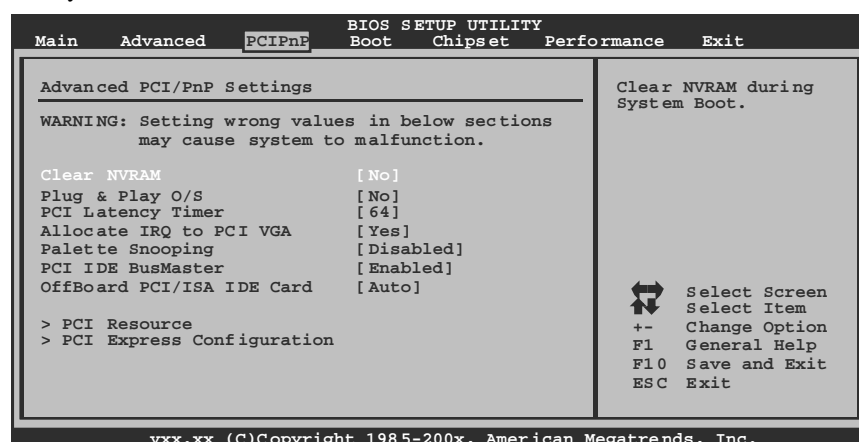 BIOS SETUP UTILITY
Main Advanced PCIPnP Boot Chipset Performance Exit
Advanced PCI/PnP Settings
WARNING: Setting wrong values in below sections
may cause system to malfunction.
Clear NVRAM [No]
Plug & Play O/S [No]
PCI Latency Timer [64]
Allocate IRQ to PCI VGA [Yes]
Palette Snooping [Disabled]
PCI IDE BusMaster [Enabled]
OffBoard PCI/ISA IDE Card [Auto]
> PCI Resource
> PCI Express Configuration
Clear NVRAM during
System Boot.
Select Screen
Select Item
+- Change Option
F1 General Help
F10 Save and Exit
ESC Exit
vxx.xx (C)Copyright 1985-200x, American Megatrends, Inc.